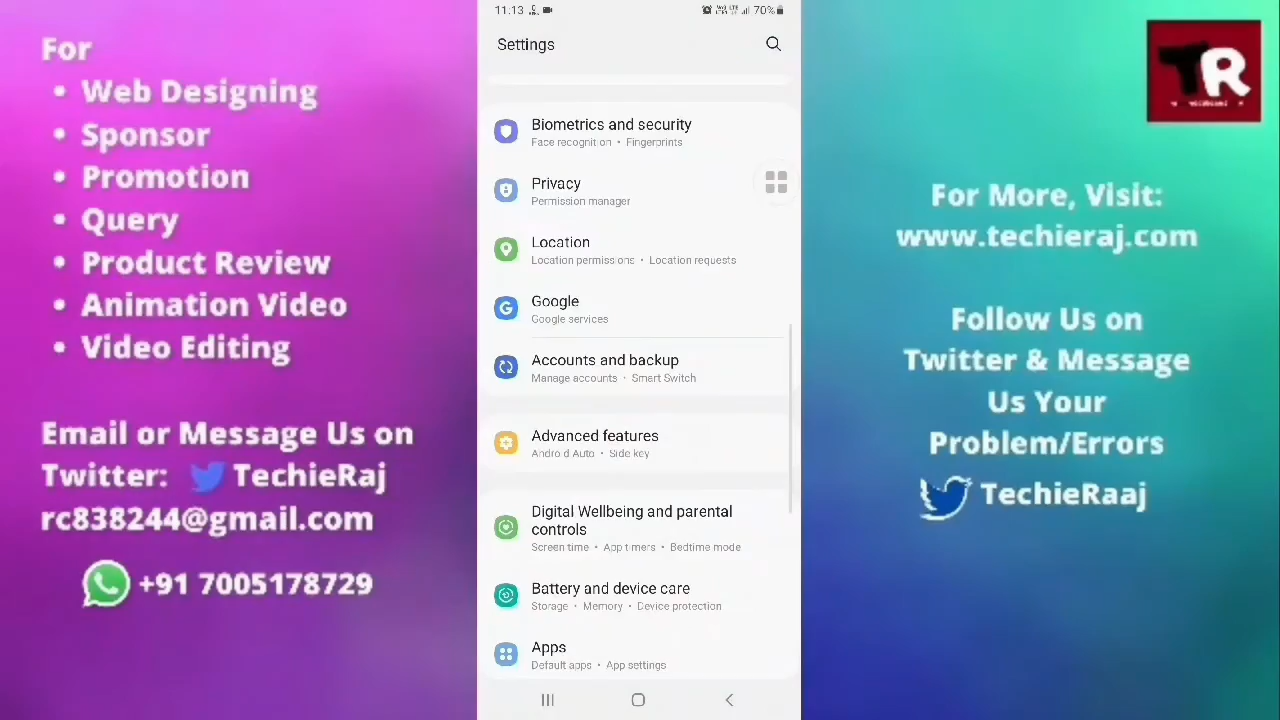 For
• Web Designing
• Sponsor
• Promotion
• Query
• Product Review
• Animation Video
• Video Editing
Email or Message Us on
Twitter: TechieRaj
rc838244@gmail.com
+91 7005178729
11:13
70%
Settings
Biometrics and security
Face recognition • Fingerprints
Privacy
Permission manager
Location
Location permissions • Location requests
Google
Google services
Accounts and backup
Manage accounts • Smart Switch
Advanced features
Android Auto • Side key
Digital Wellbeing and parental
controls
Screen time • App timers • Bedtime mode
Battery and device care
Storage • Memory • Device protection
Apps
Default apps • App settings
TR
For More, Visit:
www.techieraj.com
Follow Us on
Twitter & Message
Us Your
Problem/Errors
TechieRaaj